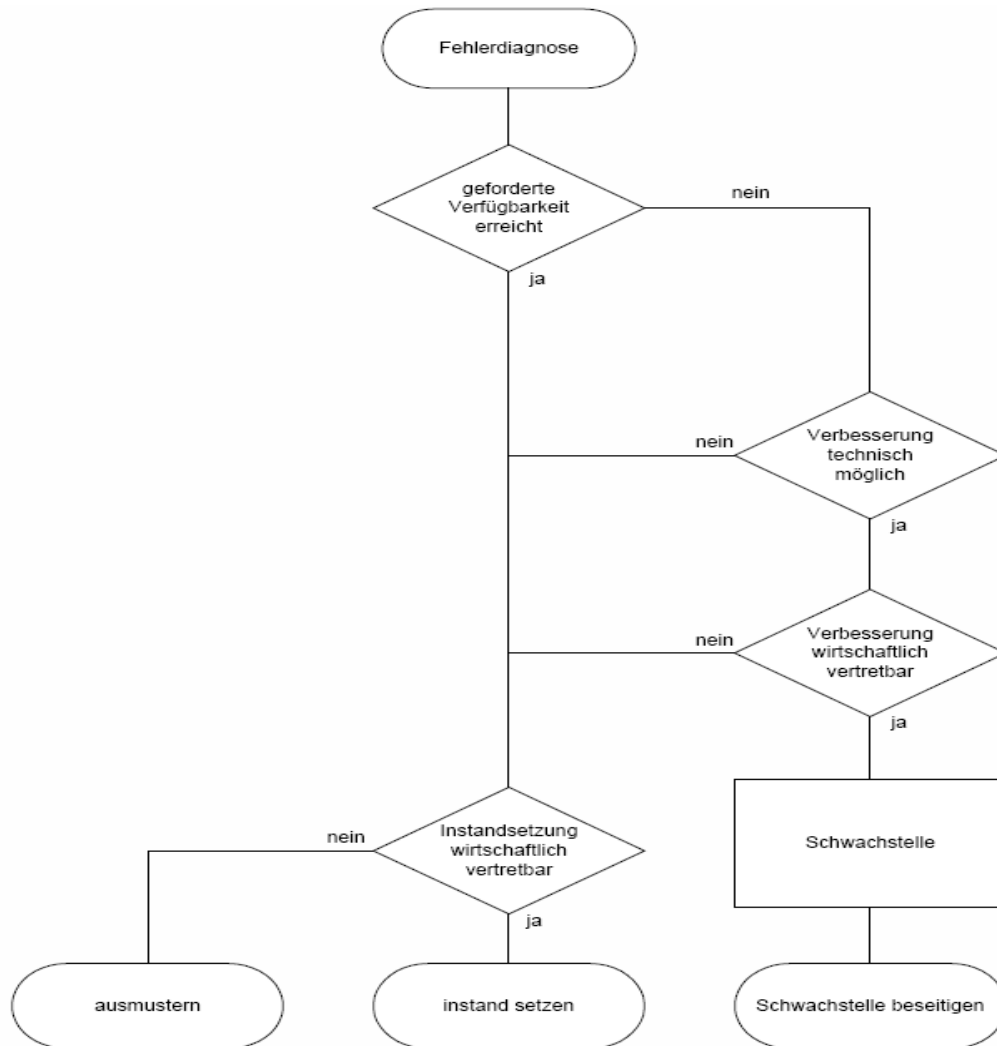 Fehlerdiagnose
geforderte
Verfügbarkeit
erreicht
nein
ja
Verbesserung
technisch
möglich
nein
ja
Verbesserung
wirtschaftlich
vertretbar
nein
ja
Instandsetzung
wirtschaftlich
vertretbar
nein
ja
Schwachstelle
ausmustern
instand setzen
Schwachstelle beseitigen